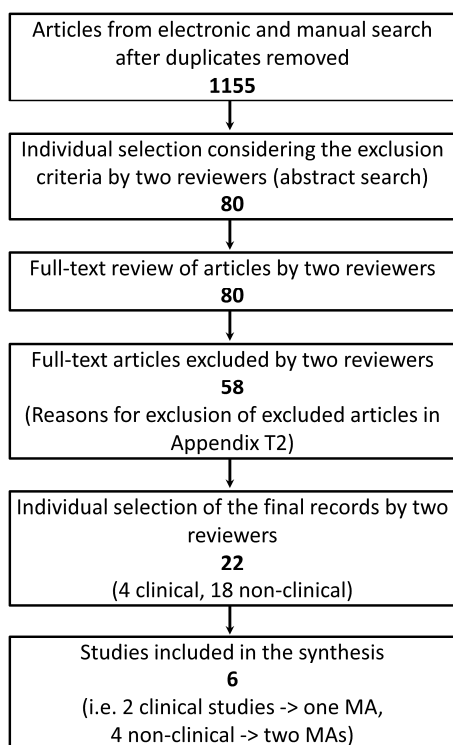 Articles from electronic and manual search
after duplicates removed
1155
Individual selection considering the exclusion
criteria by two reviewers (abstract search)
80
Full-text review of articles by two reviewers
80
Full-text articles excluded by two reviewers
58
(Reasons for exclusion of excluded articles in
Appendix T2)
Individual selection of the final records by two
reviewers
22
(4 clinical, 18 non-clinical)
Studies included in the synthesis
6
(i.e. 2 clinical studies -> one MA,
4 non-clinical -> two MAs)